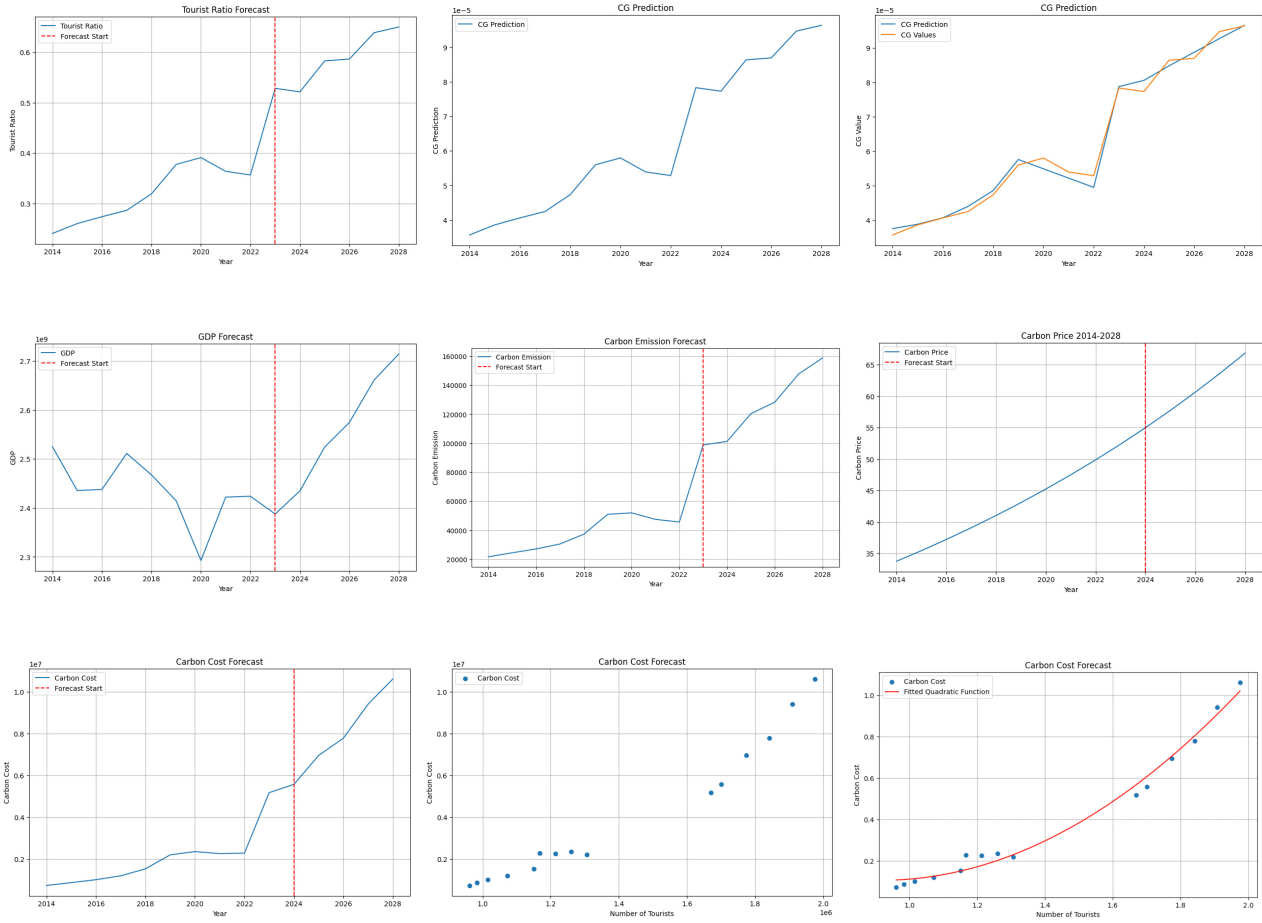 Tourist Ratio Forecast
Tourist Ratio
Forecast Start
0.6
0.5
0.4
0.3
Tourist Ratio
2014 2016 2018 2020 2022 2024 2026 2028
Year
CG Prediction
1e−5
CG Prediction
9
8
7
6
5
4
CG Prediction
2014 2016 2018 2020 2022 2024 2026 2028
Year
CG Prediction
1e−5
CG Prediction
CG Values
9
8
7
6
5
4
CG Value
2014 2016 2018 2020 2022 2024 2026 2028
Year
GDP Forecast
1e9
GDP
Forecast Start
2.7
2.6
2.5
2.4
2.3
GDP
2014 2016 2018 2020 2022 2024 2026 2028
Year
Carbon Emission Forecast
Carbon Emission
Forecast Start
160000
140000
120000
100000
80000
60000
40000
20000
Carbon Emission
2014 2016 2018 2020 2022 2024 2026 2028
Year
Carbon Price 2014-2028
Carbon Price
Forecast Start
65
60
55
50
45
40
35
Carbon Price
2014 2016 2018 2020 2022 2024 2026 2028
Year
Carbon Cost Forecast
1e7
Carbon Cost
Forecast Start
1.0
0.8
0.6
0.4
0.2
Carbon Cost
2014 2016 2018 2020 2022 2024 2026 2028
Year
Carbon Cost Forecast
1e7
Carbon Cost
1.0
0.8
0.6
0.4
0.2
Carbon Cost
1.0 1.2 1.4 1.6 1.8 2.0
1e6
Number of Tourists
Carbon Cost Forecast
Carbon Cost
Fitted Quadratic Function
1.0
0.8
0.6
0.4
0.2
Carbon Cost
1.0 1.2 1.4 1.6 1.8 2.0
Number of Tourists